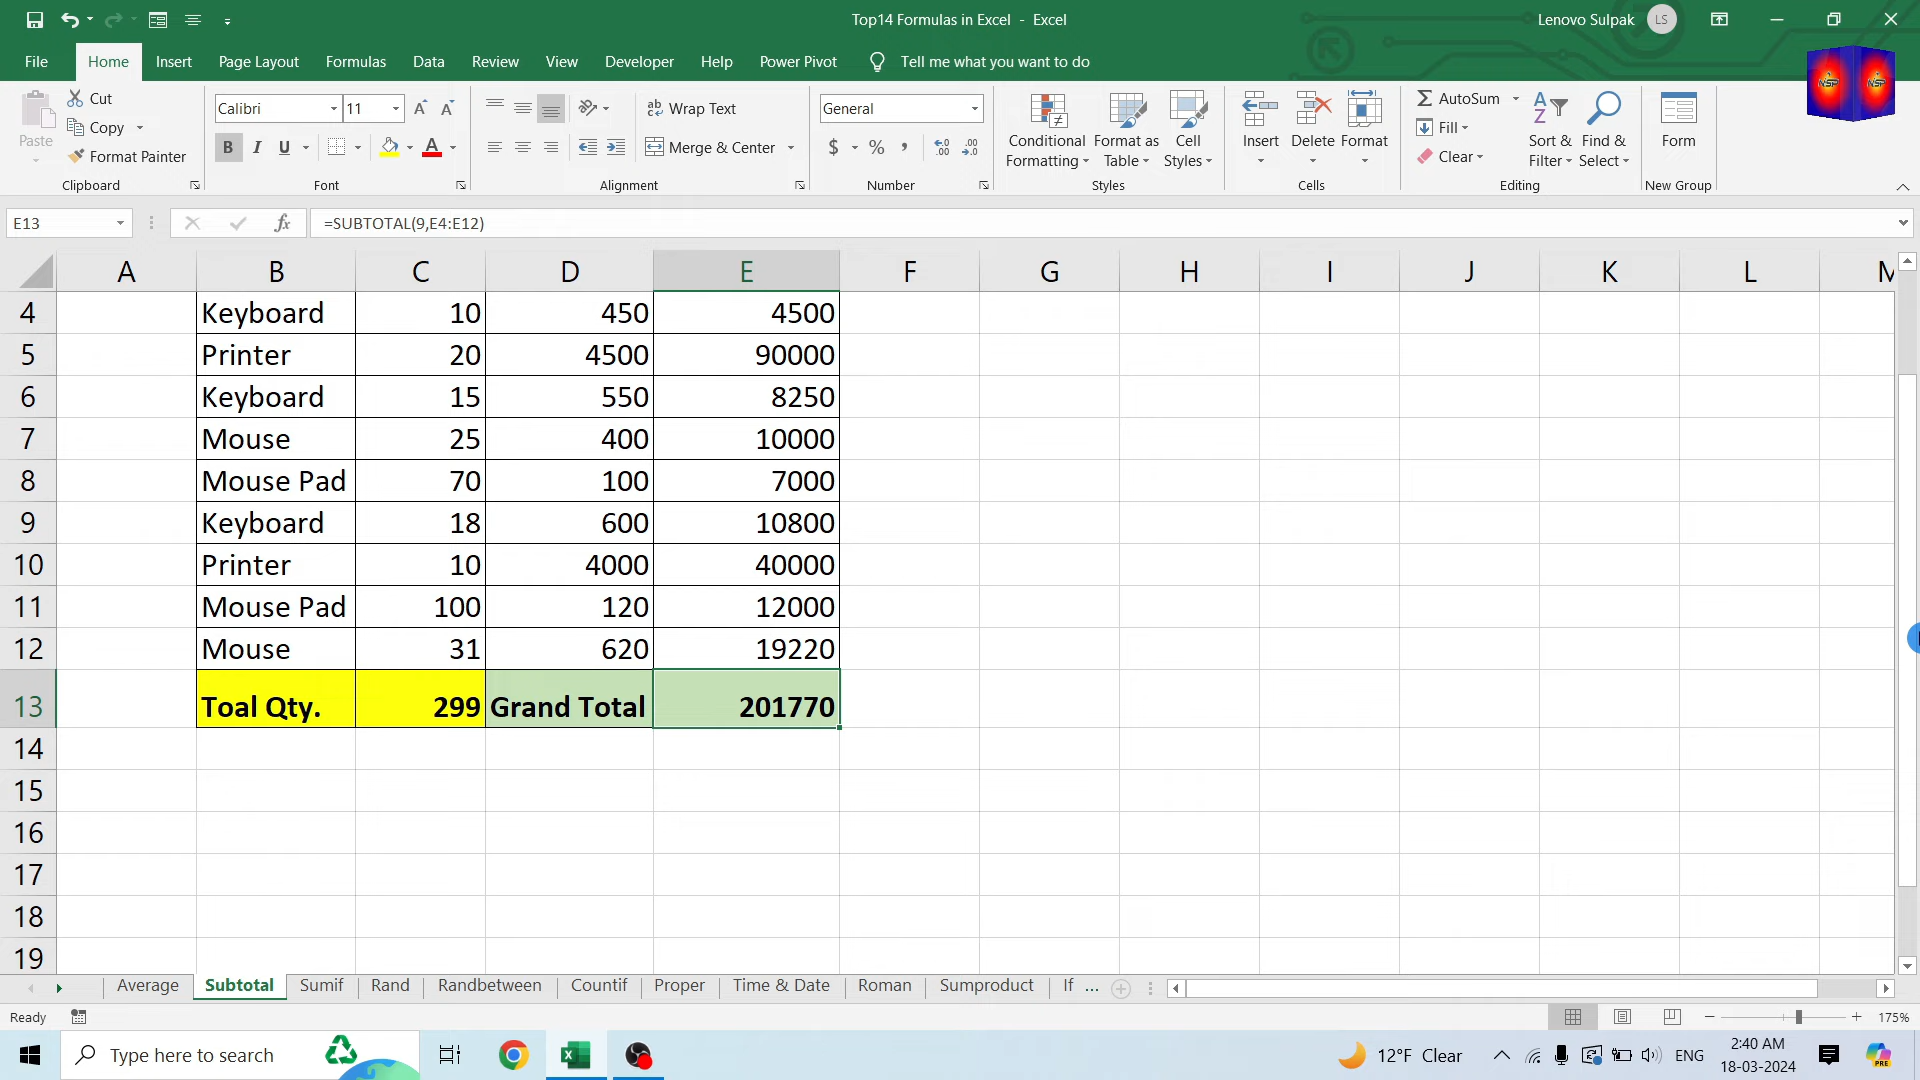 Top14 Formulas in Excel - Excel
Lenovo Sulpak LS
File Home Insert Page Layout Formulas Data Review View Developer Help Power Pivot Tell me what you want to do
Paste
Cut
Copy
Format Painter
Clipboard
Calibri 11
B I U
Font
Wrap Text
Merge & Center
Alignment
General
$ % ,
Number
Conditional Formatting
Format as Table
Cell Styles
Styles
Insert Delete Format
Cells
AutoSum
Fill
Clear
Sort & Filter
Find & Select
Editing
Form
New Group
NSP NSP
E13 fx =SUBTOTAL(9,E4:E12)
A B C D E F G H I J K L M
4 Keyboard 10 450 4500
5 Printer 20 4500 90000
6 Keyboard 15 550 8250
7 Mouse 25 400 10000
8 Mouse Pad 70 100 7000
9 Keyboard 18 600 10800
10 Printer 10 4000 40000
11 Mouse Pad 100 120 12000
12 Mouse 31 620 19220
13 Toal Qty. 299 Grand Total 201770
14
15
16
17
18
19
Average Subtotal Sumif Rand Randbetween Countif Proper Time & Date Roman Sumproduct If ...
Ready 175%
Type here to search
12°F Clear
ENG
2:40 AM
18-03-2024
PRE